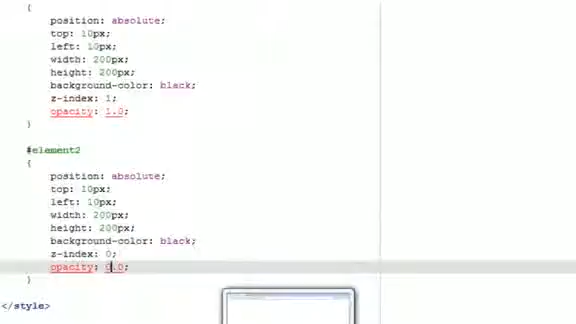 {
position: absolute;
top: 10px;
left: 10px;
width: 200px;
height: 200px;
background-color: black;
z-index: 1;
opacity: 1.0;
}
#element2
{
position: absolute;
top: 10px;
left: 10px;
width: 200px;
height: 200px;
background-color: black;
z-index: 0;
opacity: 0.0;
}
</style>